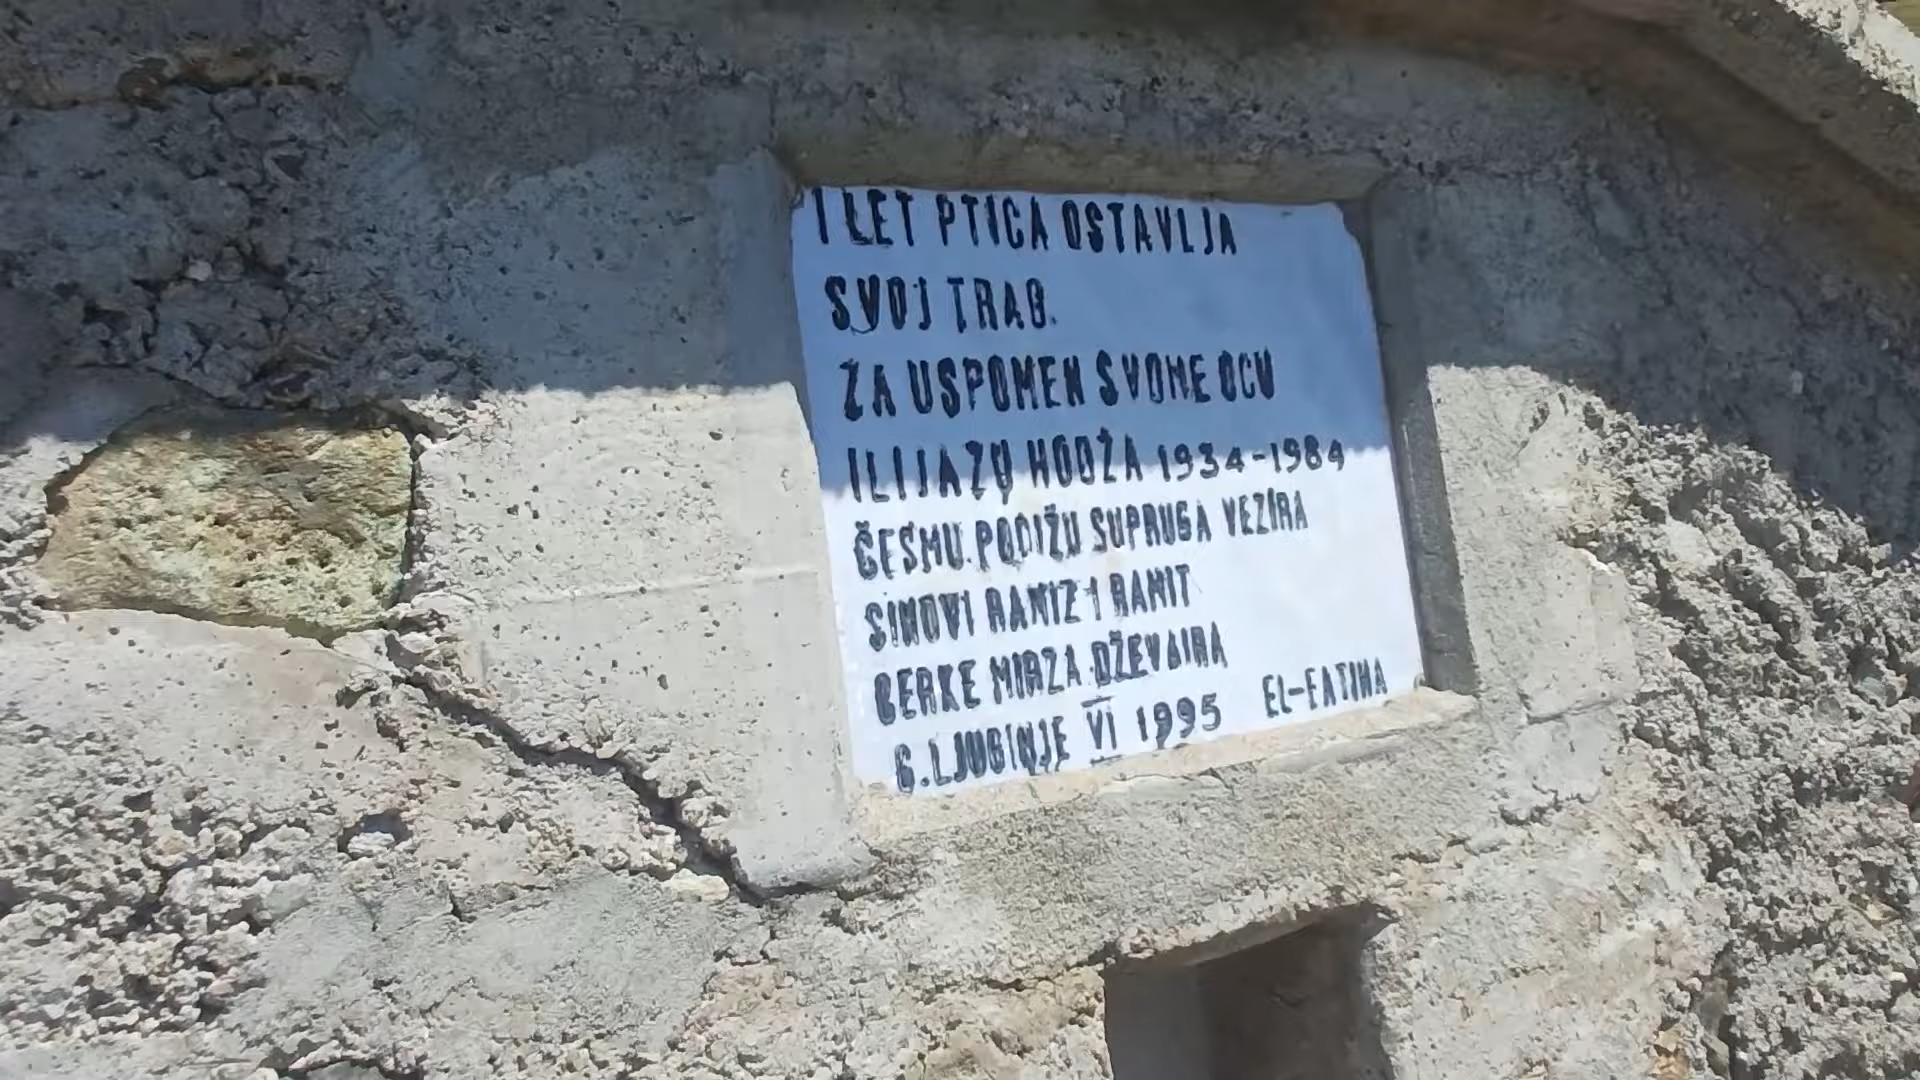 I LET PTICA OSTAVLJA
SVOJ TRAG.
ZA USPOMEN SVOME OCU
ILIJAZU HODŽA 1934-1984
ČESMU PODIŽU SUPRUGA VEZIRA
SINOVI RAMIZ I RAMIT
ĆERKE MIRZA DŽEVAIRA
G. LJUBINJE VI 1995 EL-FATIHA